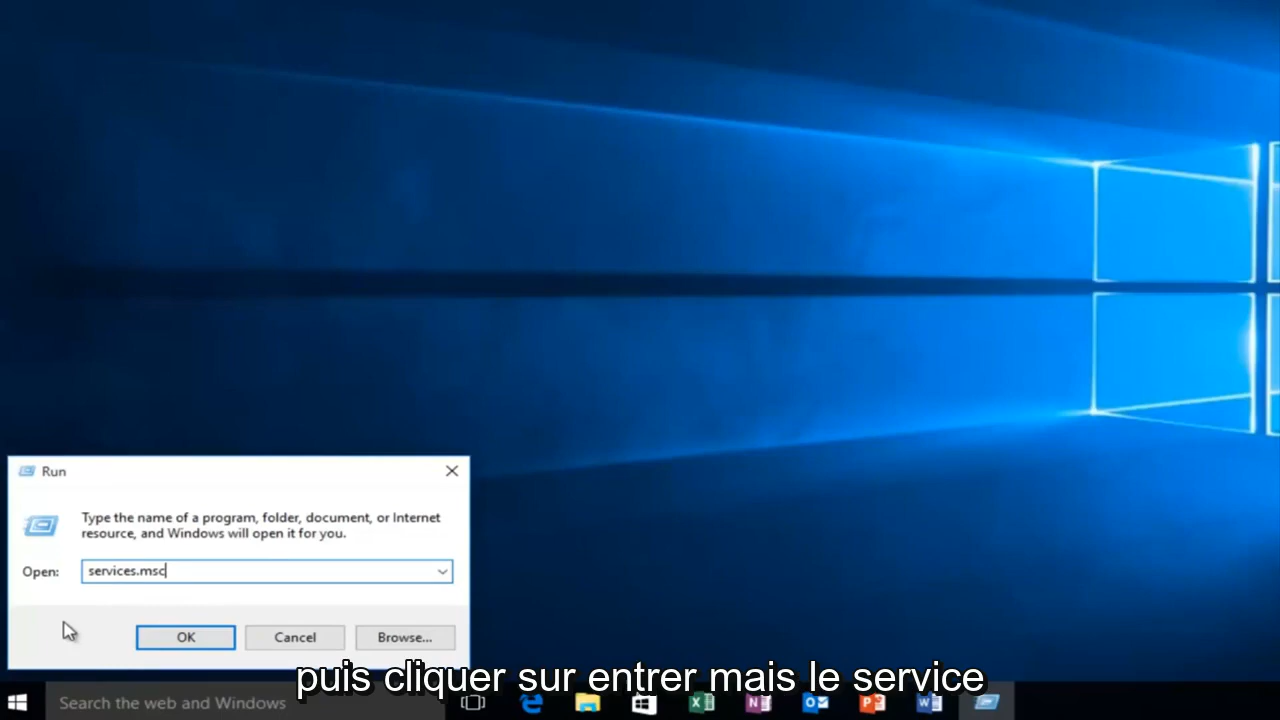 Run
Type the name of a program, folder, document, or Internet
resource, and Windows will open it for you.
Open:
services.msc
OK
Cancel
Browse...
puis cliquer sur entrer mais le service
Search the web and Windows